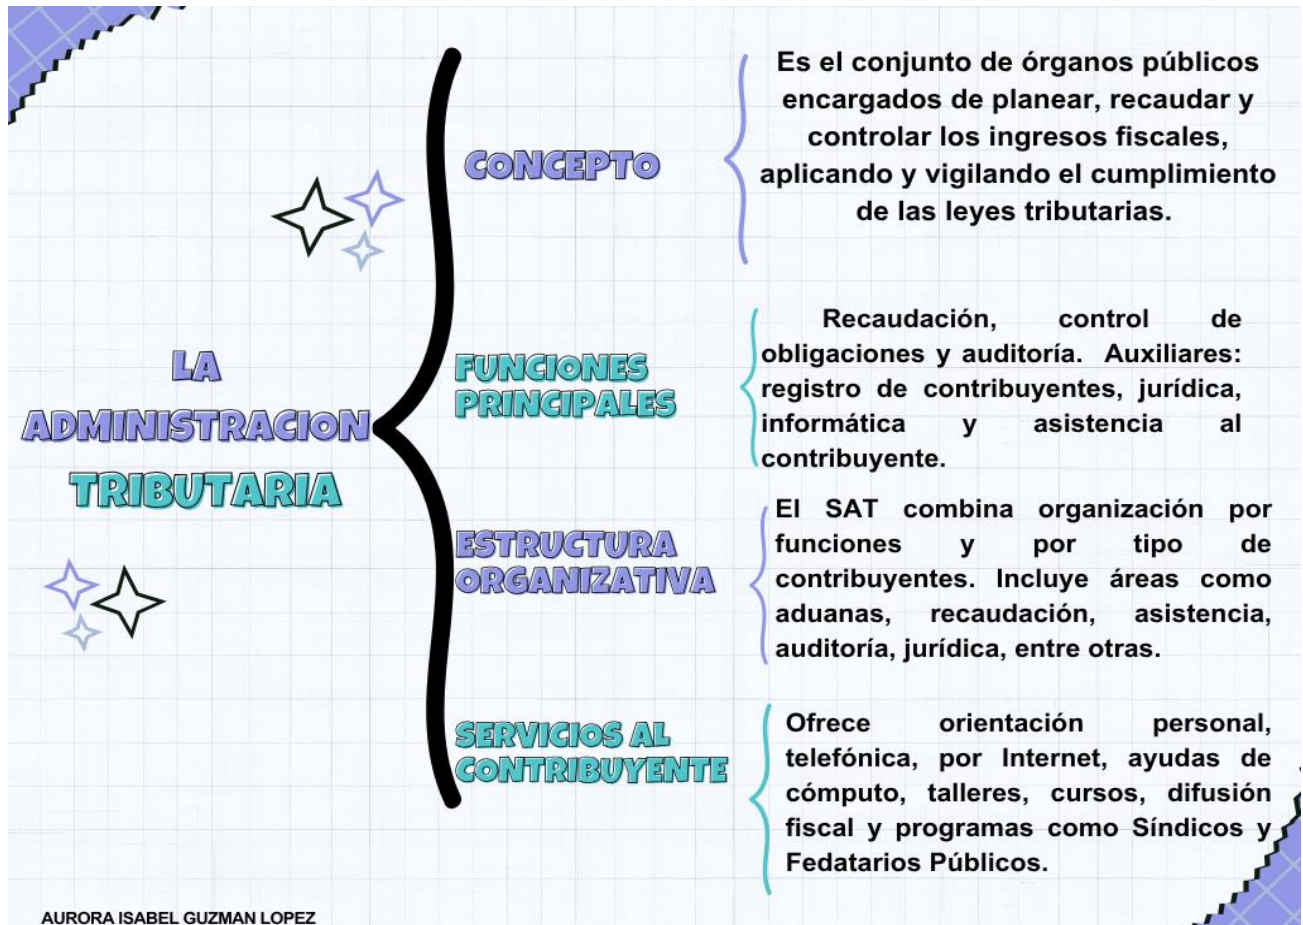 LA
ADMINISTRACION
TRIBUTARIA
CONCEPTO
Es el conjunto de órganos públicos
encargados de planear, recaudar y
controlar los ingresos fiscales,
aplicando y vigilando el cumplimiento
de las leyes tributarias.
FUNCIONES
PRINCIPALES
Recaudación, control de
obligaciones y auditoría. Auxiliares:
registro de contribuyentes, jurídica,
informática y asistencia al
contribuyente.
ESTRUCTURA
ORGANIZATIVA
El SAT combina organización por
funciones y por tipo de
contribuyentes. Incluye áreas como
aduanas, recaudación, asistencia,
auditoría, jurídica, entre otras.
SERVICIOS AL
CONTRIBUYENTE
Ofrece orientación personal,
telefónica, por Internet, ayudas de
cómputo, talleres, cursos, difusión
fiscal y programas como Síndicos y
Fedatarios Públicos.
AURORA ISABEL GUZMAN LOPEZ